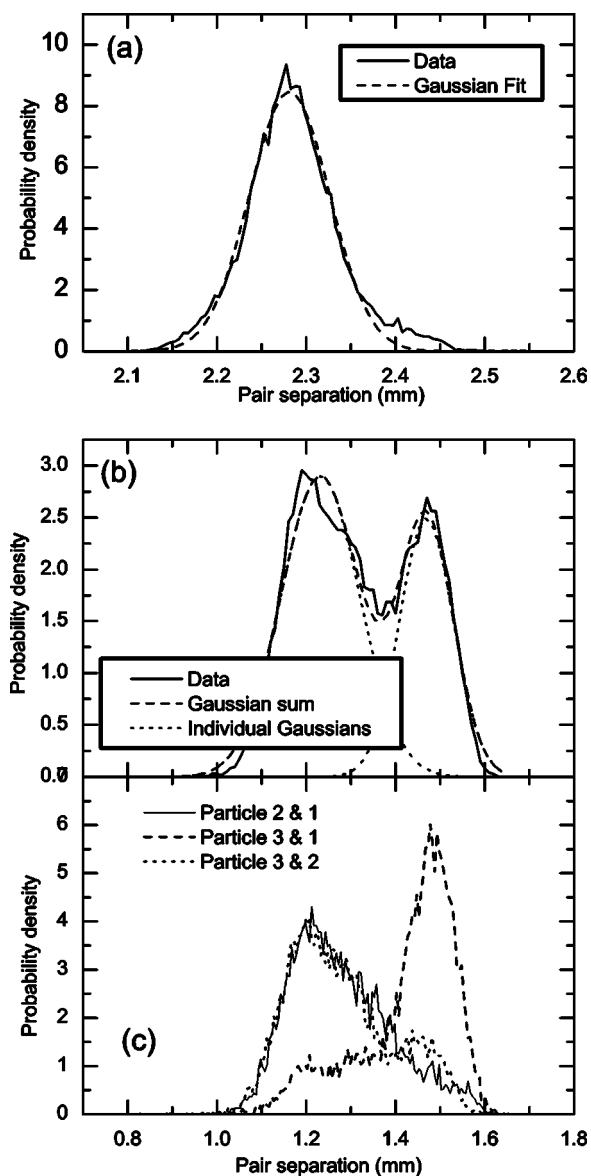 (a)
Data
Gaussian Fit
Probability density
10
8
6
4
2
0
2.1 2.2 2.3 2.4 2.5 2.6
Pair separation (mm)
(b)
Probability density
3.0
2.5
2.0
1.5
1.0
0.5
0.0
Data
Gaussian sum
Individual Gaussians
Particle 2 & 1
Particle 3 & 1
Particle 3 & 2
(c)
Probability density
6
5
4
3
2
1
0
0.8 1.0 1.2 1.4 1.6 1.8
Pair separation (mm)